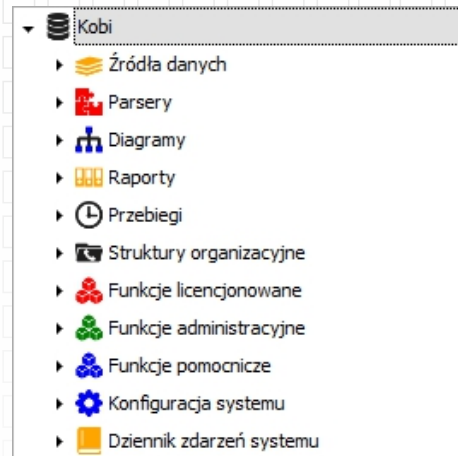 Kobi
Źródła danych
Parsery
Diagramy
Raporty
Przebiegi
Struktury organizacyjne
Funkcje licencjonowane
Funkcje administracyjne
Funkcje pomocnicze
Konfiguracja systemu
Dziennik zdarzeń systemu